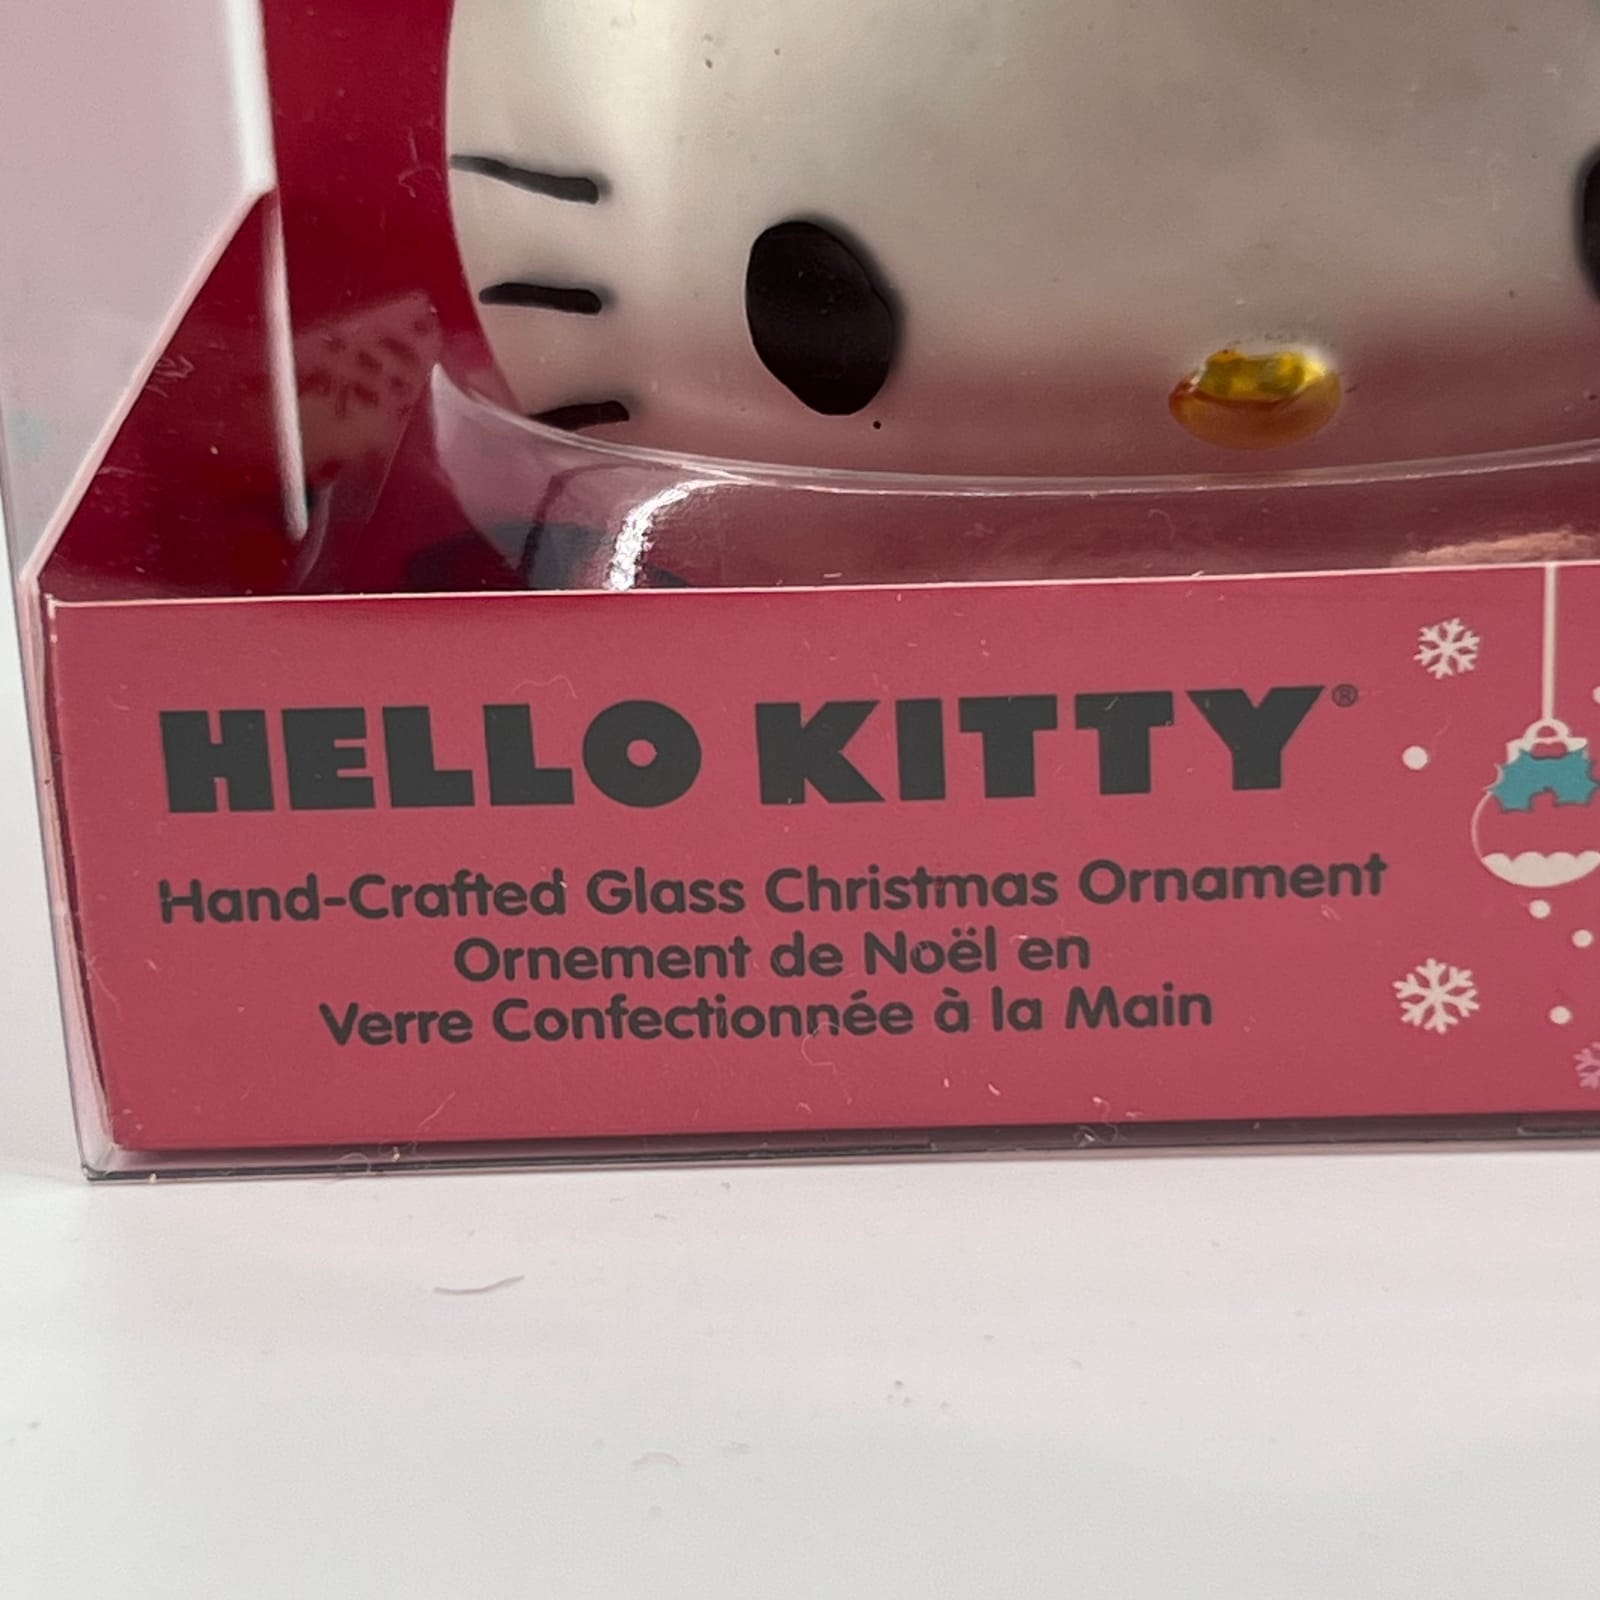 HELLO KITTY®
Hand-Crafted Glass Christmas Ornament
Ornement de Noël en
Verre Confectionnée à la Main